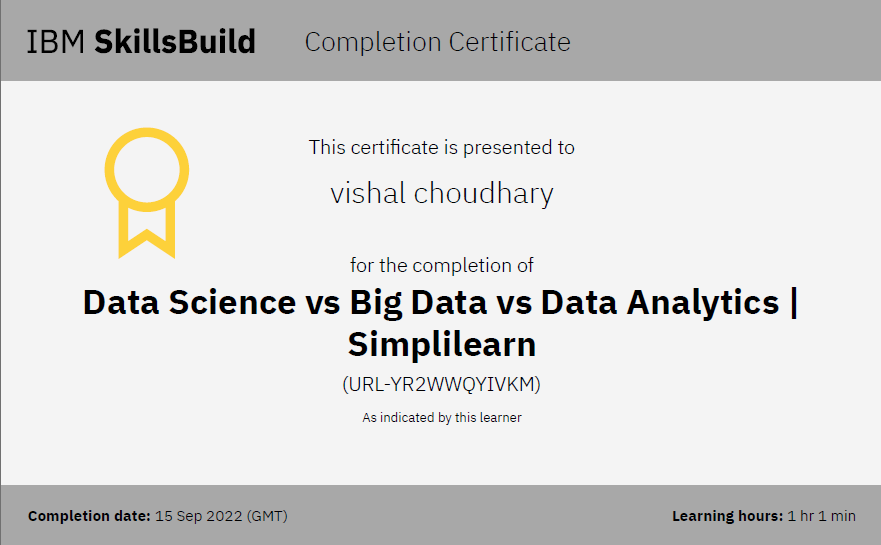 IBM SkillsBuild Completion Certificate
This certificate is presented to
vishal choudhary
for the completion of
Data Science vs Big Data vs Data Analytics |
Simplilearn
(URL-YR2WWQYIVKM)
As indicated by this learner
Completion date: 15 Sep 2022 (GMT) Learning hours: 1 hr 1 min